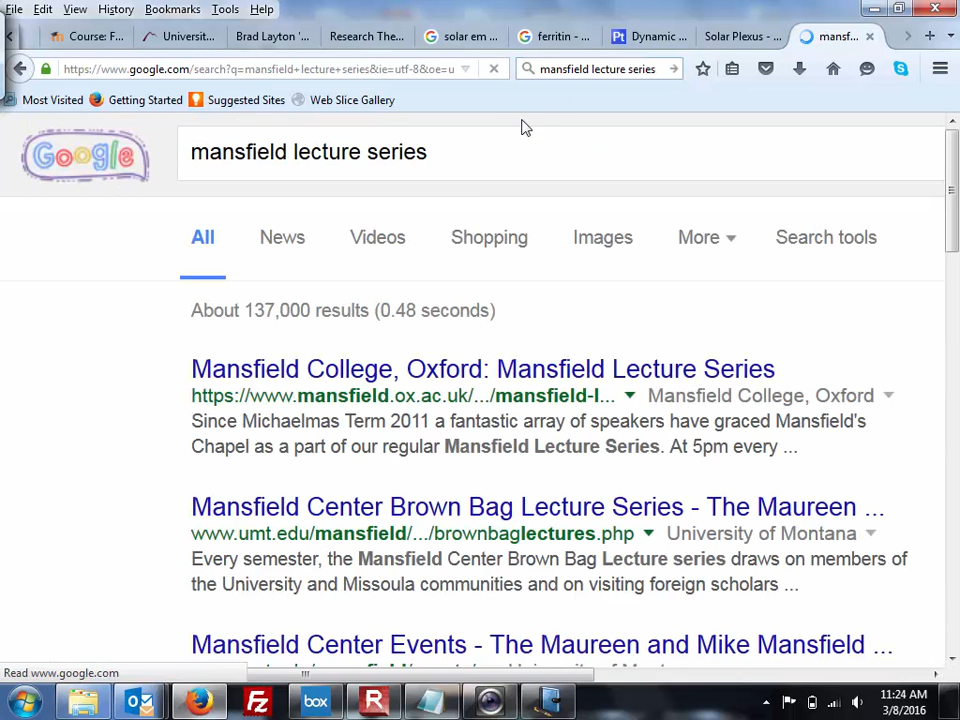 File Edit View History Bookmarks Tools Help
Course: F... Universit... Brad Layton '... Research The... solar em ... ferritin - ... Dynamic ... Solar Plexus - ... mansf...
https://www.google.com/search?q=mansfield+lecture+series&ie=utf-8&oe=u mansfield lecture series
Most Visited Getting Started Suggested Sites Web Slice Gallery
Google mansfield lecture series
All News Videos Shopping Images More Search tools
About 137,000 results (0.48 seconds)
Mansfield College, Oxford: Mansfield Lecture Series
https://www.mansfield.ox.ac.uk/.../mansfield-l... Mansfield College, Oxford
Since Michaelmas Term 2011 a fantastic array of speakers have graced Mansfield's
Chapel as a part of our regular Mansfield Lecture Series. At 5pm every ...
Mansfield Center Brown Bag Lecture Series - The Maureen ...
www.umt.edu/mansfield/.../brownbaglectures.php University of Montana
Every semester, the Mansfield Center Brown Bag Lecture series draws on members of
the University and Missoula communities and on visiting foreign scholars ...
Mansfield Center Events - The Maureen and Mike Mansfield ...
Read www.google.com
box
11:24 AM
3/8/2016